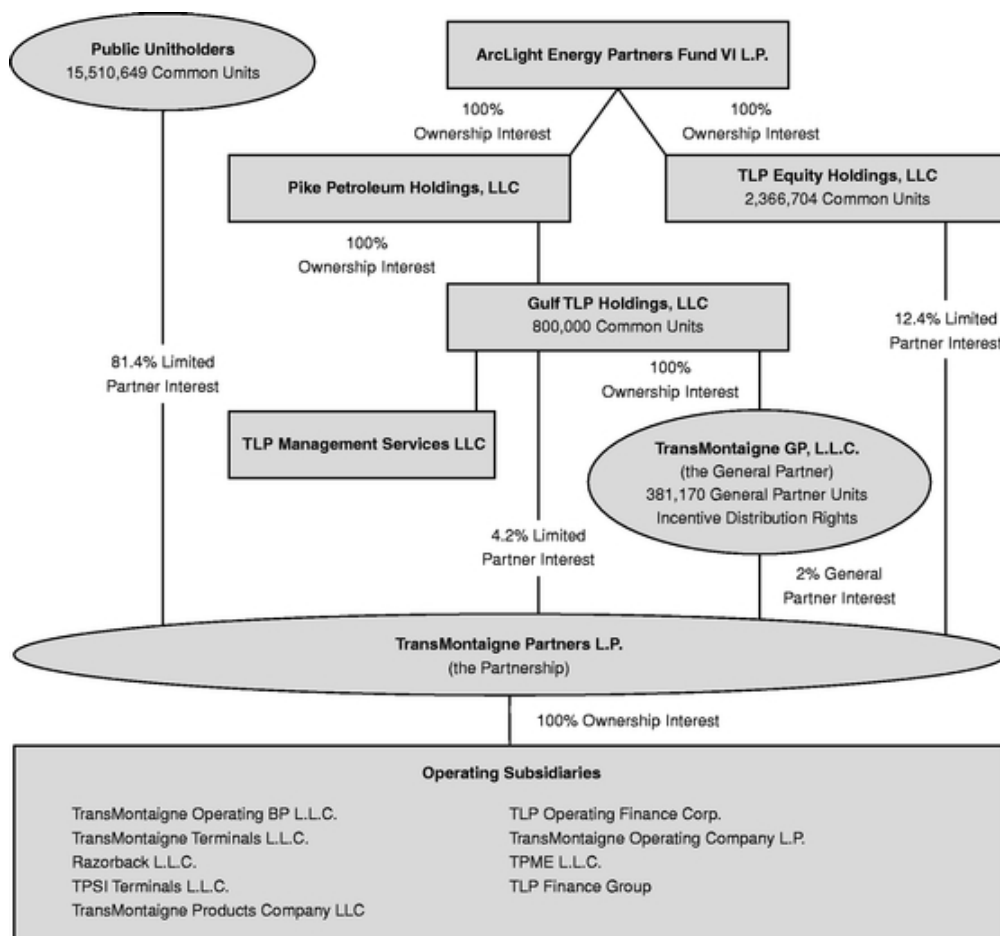 Public Unitholders
15,510,649 Common Units
ArcLight Energy Partners Fund VI L.P.
100%
Ownership Interest
100%
Ownership Interest
Pike Petroleum Holdings, LLC
TLP Equity Holdings, LLC
2,366,704 Common Units
100%
Ownership Interest
Gulf TLP Holdings, LLC
800,000 Common Units
12.4% Limited
Partner Interest
81.4% Limited
Partner Interest
100%
Ownership Interest
TLP Management Services LLC
TransMontaigne GP, L.L.C.
(the General Partner)
381,170 General Partner Units
Incentive Distribution Rights
4.2% Limited
Partner Interest
2% General
Partner Interest
TransMontaigne Partners L.P.
(the Partnership)
100% Ownership Interest
Operating Subsidiaries
TransMontaigne Operating BP L.L.C.
TransMontaigne Terminals L.L.C.
Razorback L.L.C.
TPSI Terminals L.L.C.
TransMontaigne Products Company LLC
TLP Operating Finance Corp.
TransMontaigne Operating Company L.P.
TPME L.L.C.
TLP Finance Group